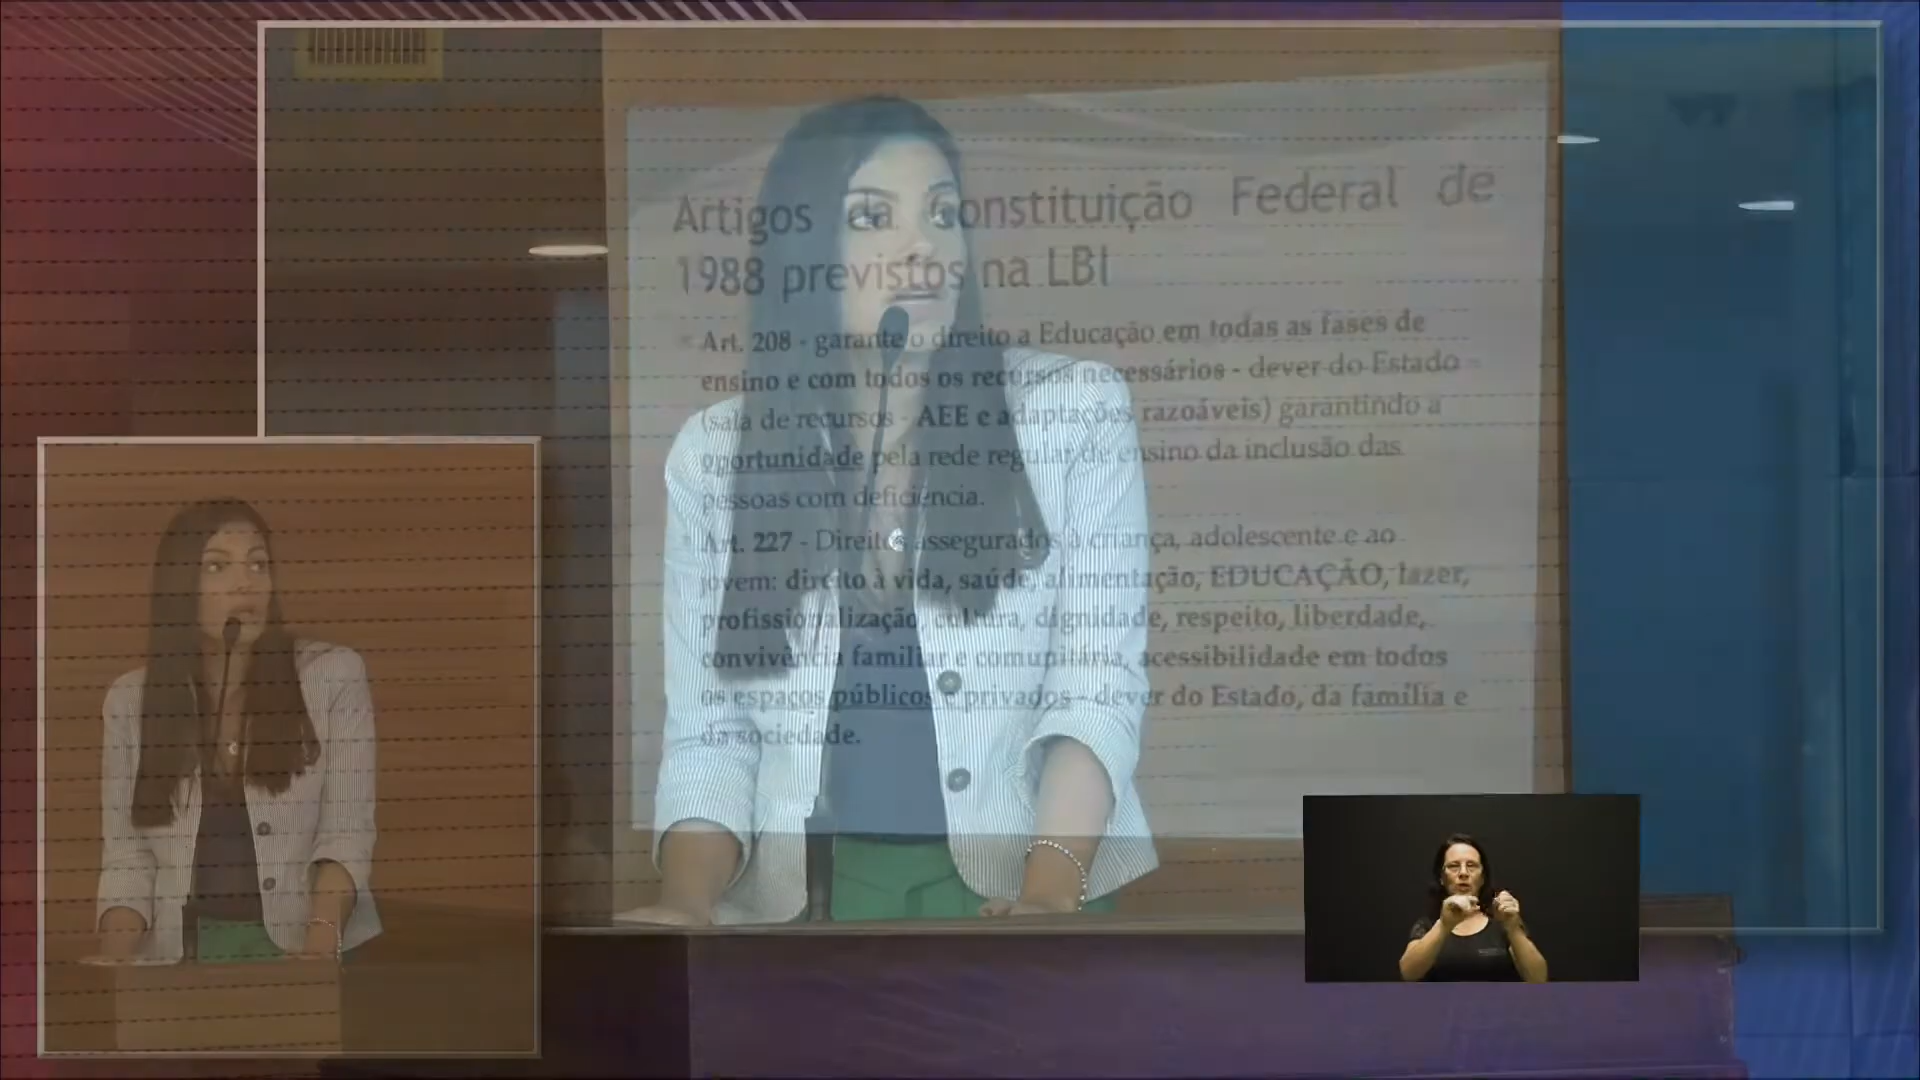 Artigos da Constituição Federal de
1988 previstos na LBI
Art. 208 - garante o direito a Educação em todas as fases de
ensino e com todos os recursos necessários - dever do Estado
(sala de recursos - AEE e adaptações razoáveis) garantindo a
oportunidade pela rede regular de ensino da inclusão das
pessoas com deficiência.
Art. 227 - Direitos assegurados à criança, adolescente e ao
jovem: direito à vida, saúde, alimentação, EDUCAÇÃO, lazer,
profissionalização, cultura, dignidade, respeito, liberdade,
convivência familiar e comunitária, acessibilidade em todos
os espaços públicos e privados - dever do Estado, da família e
da sociedade.